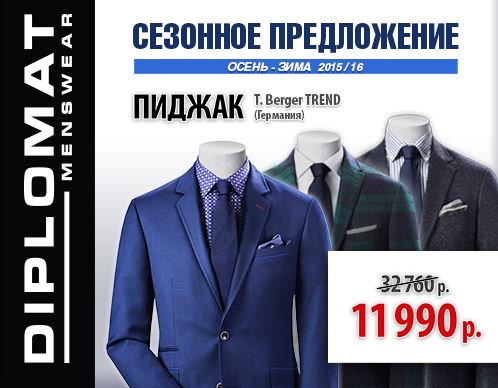 DIPLOMAT
MENSWEAR
СЕЗОННОЕ ПРЕДЛОЖЕНИЕ
ОСЕНЬ - ЗИМА 2015/16
ПИДЖАК T. Berger TREND
(Германия)
32 760 р.
11 990 р.